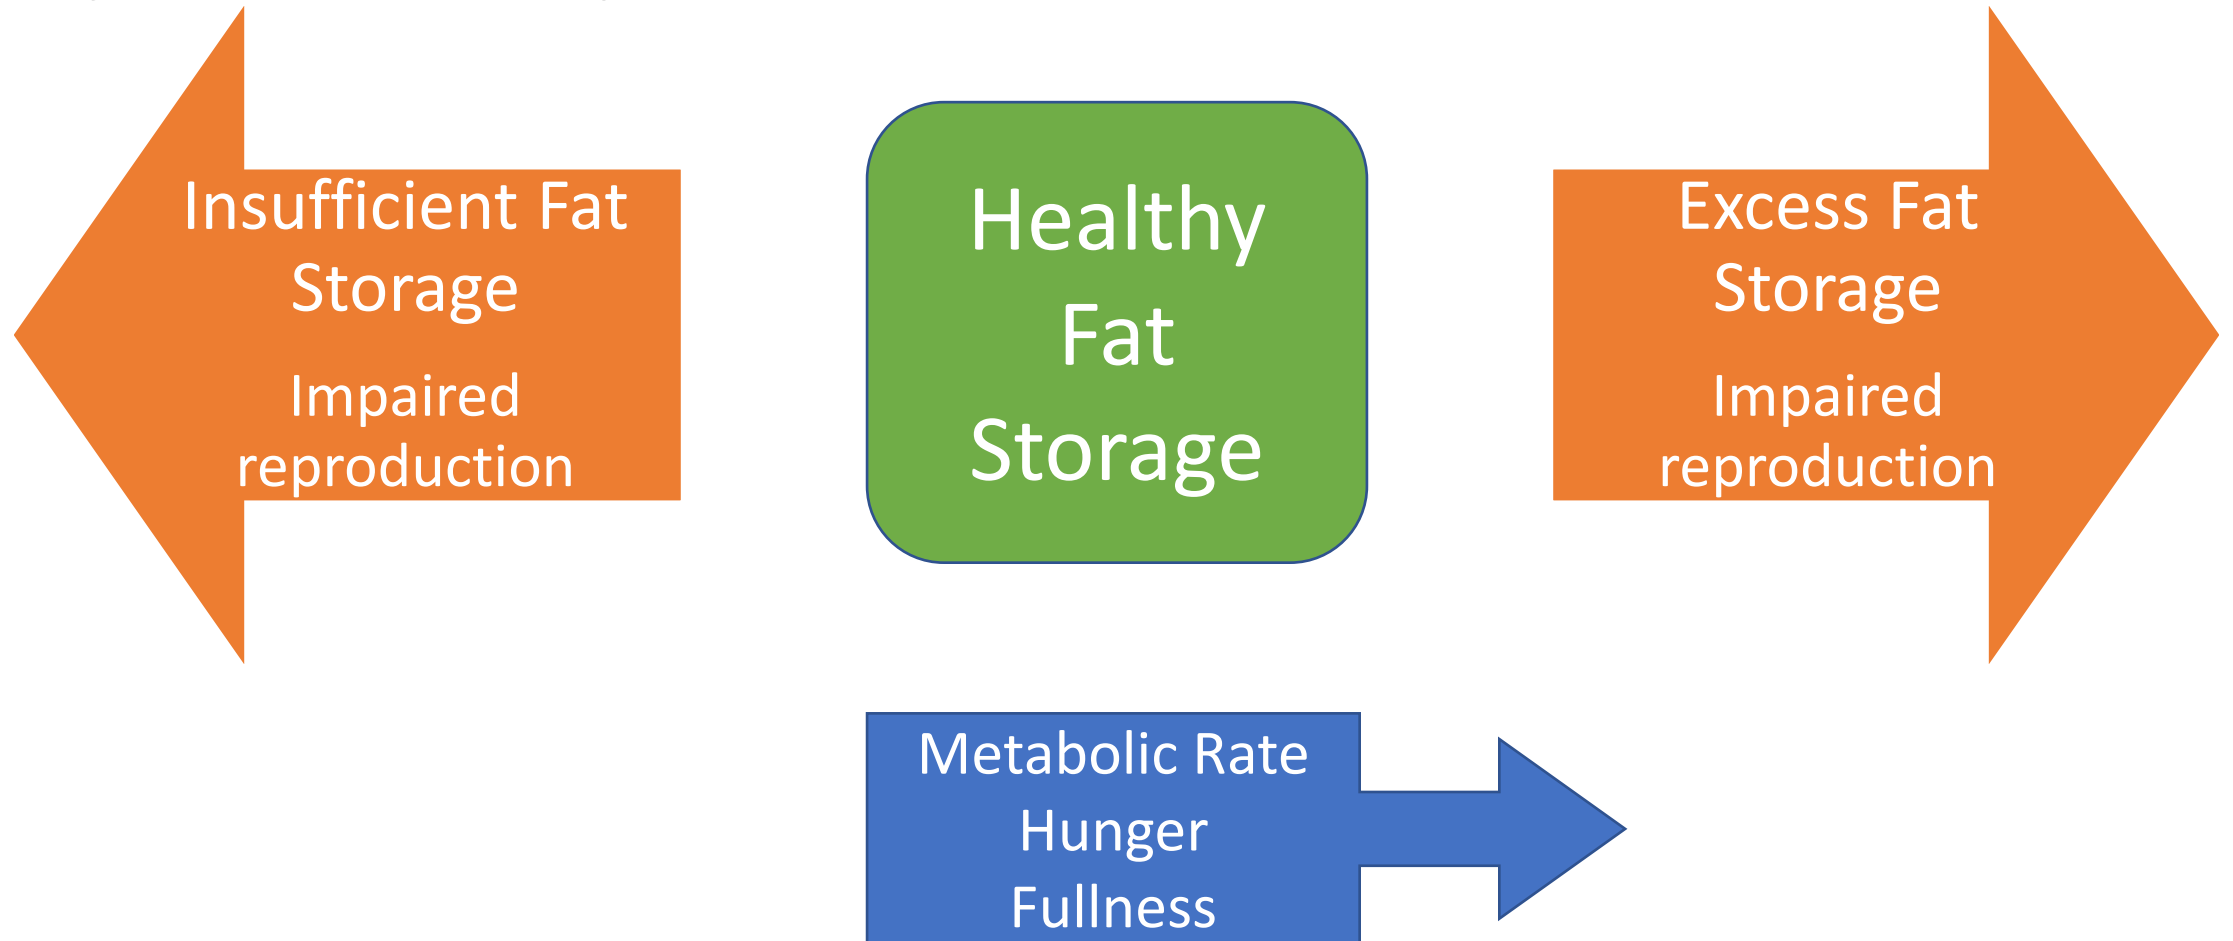 Insufficient Fat
Storage
Impaired
reproduction
Healthy
Fat
Storage
Excess Fat
Storage
Impaired
reproduction
Metabolic Rate
Hunger
Fullness